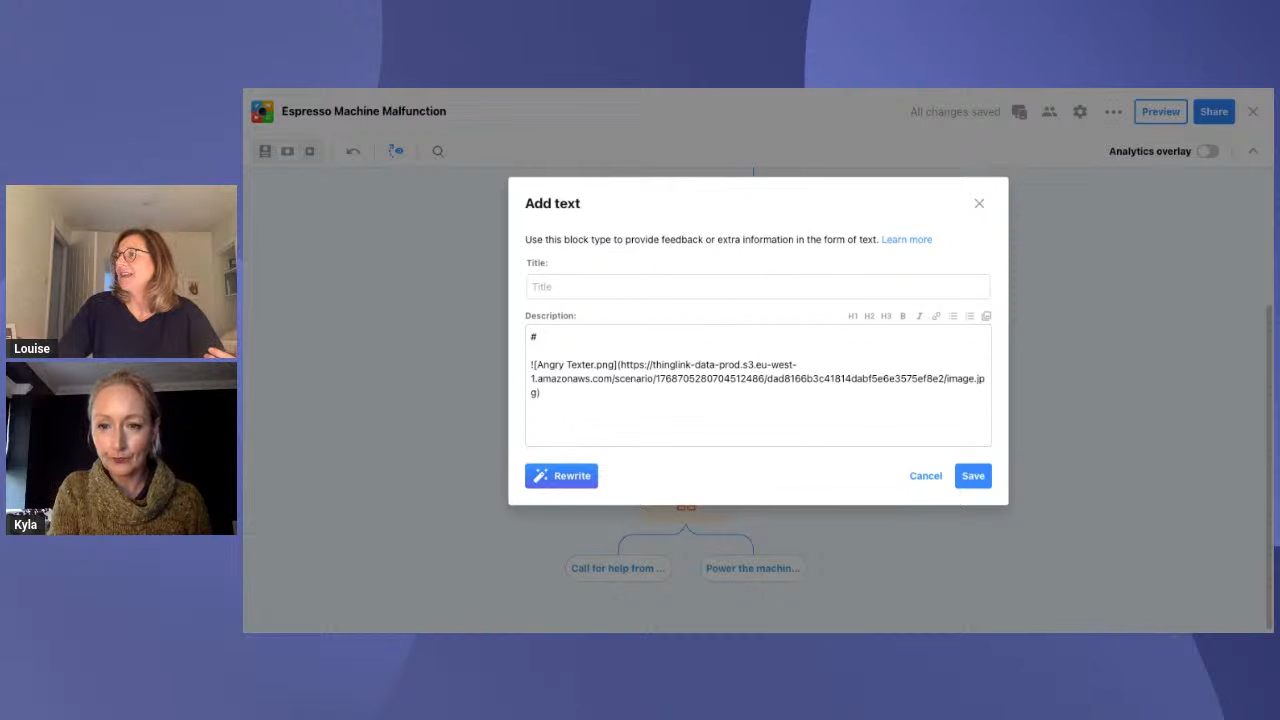 Espresso Machine Malfunction
All changes saved
Preview
Share
Analytics overlay
Add text
Use this block type to provide feedback or extra information in the form of text. Learn more
Title:
Title
Description:
H1 H2 H3 B I
#
![Angry Texter.png](https://thinglink-data-prod.s3.eu-west-
1.amazonaws.com/scenario/1768705280704512486/dad8166b3c41814dabf5e6e3575ef8e2/image.jp
g)
Rewrite
Cancel
Save
Call for help from ...
Power the machin...
Louise
Kyla